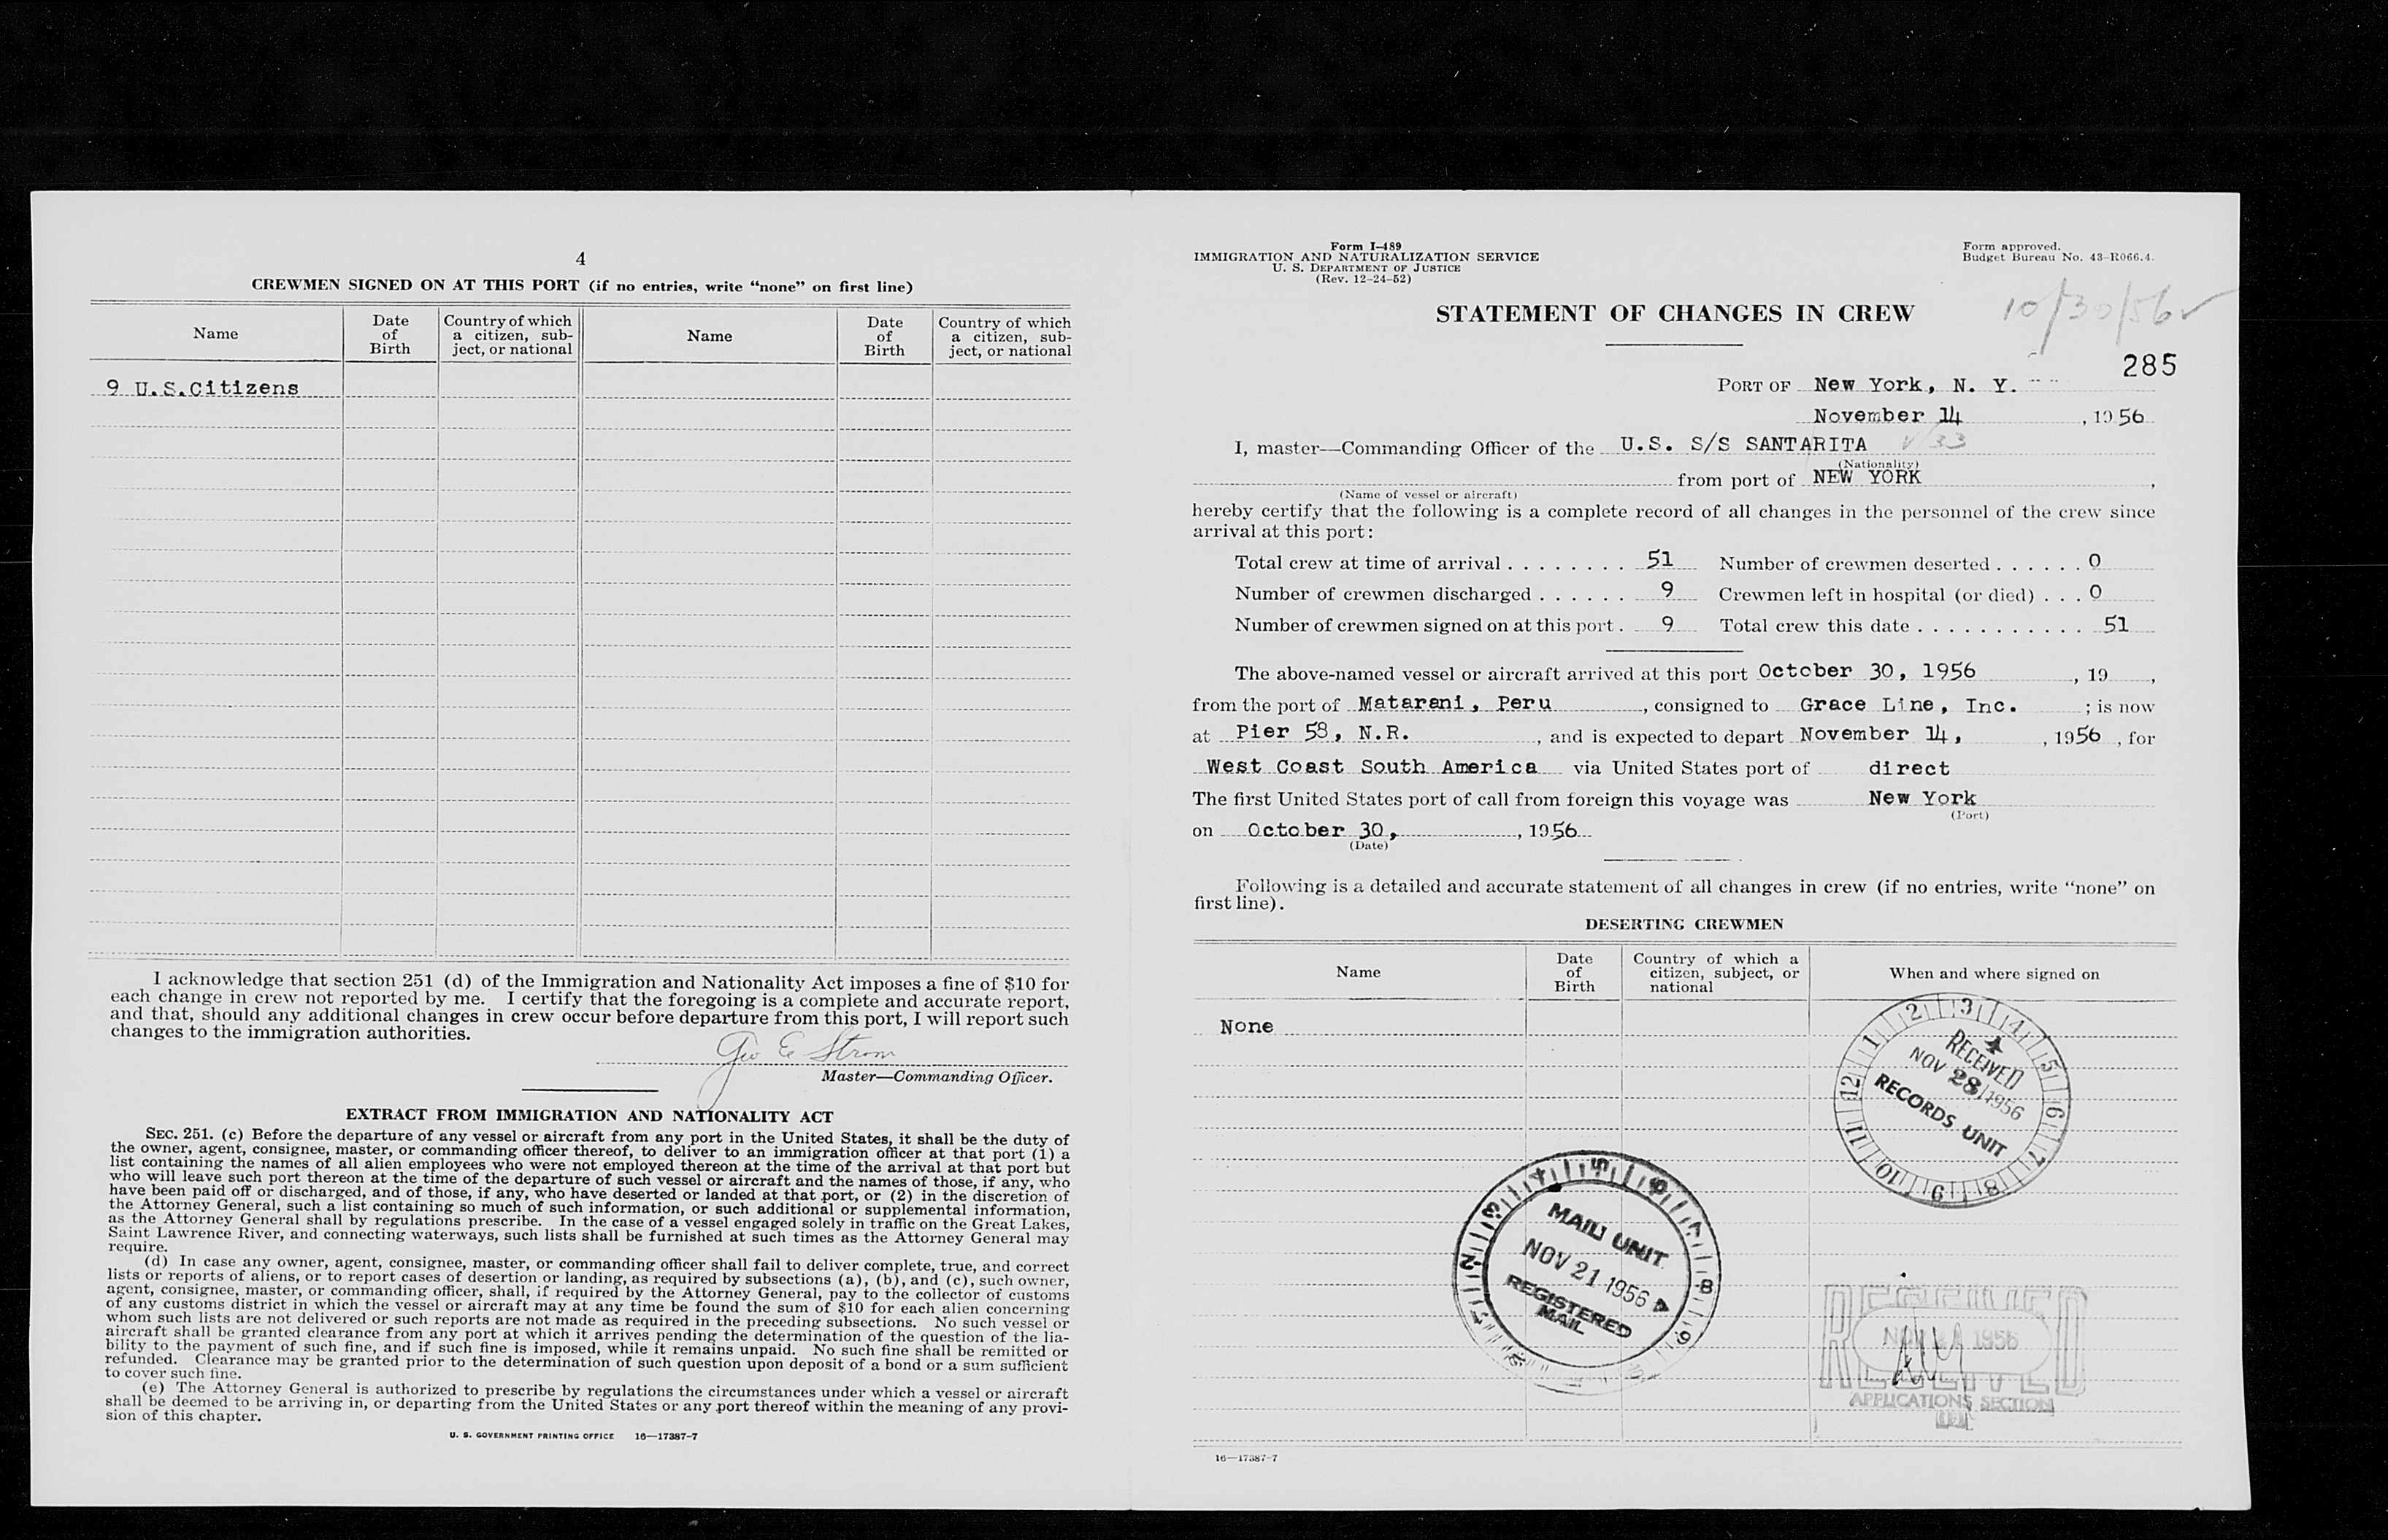 4
CREWMEN SIGNED ON AT THIS PORT (if no entries, write “none” on first line)
Name Date of Birth Country of which a citizen, subject, or national Name Date of Birth Country of which a citizen, subject, or national
9 U.S.Citizens
I acknowledge that section 251 (d) of the Immigration and Nationality Act imposes a fine of $10 for
each change in crew not reported by me. I certify that the foregoing is a complete and accurate report,
and that, should any additional changes in crew occur before departure from this port, I will report such
changes to the immigration authorities.
Geo E Strom
Master—Commanding Officer.
EXTRACT FROM IMMIGRATION AND NATIONALITY ACT
SEC. 251. (c) Before the departure of any vessel or aircraft from any port in the United States, it shall be the duty of
the owner, agent, consignee, master, or commanding officer thereof, to deliver to an immigration officer at that port (1) a
list containing the names of all alien employees who were not employed thereon at the time of the arrival at that port but
who will leave such port thereon at the time of the departure of such vessel or aircraft and the names of those, if any, who
have been paid off or discharged, and of those, if any, who have deserted or landed at that port, or (2) in the discretion of
the Attorney General, such a list containing so much of such information, or such additional or supplemental information,
as the Attorney General shall by regulations prescribe. In the case of a vessel engaged solely in traffic on the Great Lakes,
Saint Lawrence River, and connecting waterways, such lists shall be furnished at such times as the Attorney General may
require.
(d) In case any owner, agent, consignee, master, or commanding officer shall fail to deliver complete, true, and correct
lists or reports of aliens, or to report cases of desertion or landing, as required by subsections (a), (b), and (c), such owner,
agent, consignee, master, or commanding officer, shall, if required by the Attorney General, pay to the collector of customs
of any customs district in which the vessel or aircraft may at any time be found the sum of $10 for each alien concerning
whom such lists are not delivered or such reports are not made as required in the preceding subsections. No such vessel or
aircraft shall be granted clearance from any port at which it arrives pending the determination of the question of the lia-
bility to the payment of such fine, and if such fine is imposed, while it remains unpaid. No such fine shall be remitted or
refunded. Clearance may be granted prior to the determination of such question upon deposit of a bond or a sum sufficient
to cover such fine.
(e) The Attorney General is authorized to prescribe by regulations the circumstances under which a vessel or aircraft
shall be deemed to be arriving in, or departing from the United States or any port thereof within the meaning of any provi-
sion of this chapter.
U. S. GOVERNMENT PRINTING OFFICE 16—17387-7
Form I-489
IMMIGRATION AND NATURALIZATION SERVICE
U. S. DEPARTMENT OF JUSTICE
(Rev. 12-24-52)
Form approved.
Budget Bureau No. 43-R066.4.
STATEMENT OF CHANGES IN CREW
10/30/56
285
PORT OF New York, N. Y.
November 14, 1956
I, master—Commanding Officer of the U.S. S/S SANTARITA V/33
(Nationality)
from port of NEW YORK,
(Name of vessel or aircraft)
hereby certify that the following is a complete record of all changes in the personnel of the crew since
arrival at this port:
Total crew at time of arrival 51 Number of crewmen deserted 0
Number of crewmen discharged 9 Crewmen left in hospital (or died) 0
Number of crewmen signed on at this port 9 Total crew this date 51
The above-named vessel or aircraft arrived at this port October 30, 1956, 19 ,
from the port of Matarani, Peru, consigned to Grace Line, Inc. ; is now
at Pier 58, N.R., and is expected to depart November 14, , 1956, for
West Coast South America via United States port of direct
The first United States port of call from foreign this voyage was New York
(Port)
on October 30, , 1956
(Date)
Following is a detailed and accurate statement of all changes in crew (if no entries, write “none” on
first line).
DESERTING CREWMEN
Name Date of Birth Country of which a citizen, subject, or national When and where signed on
None
RECEIVED
NOV 28 1956
RECORDS UNIT
MAIL UNIT
NOV 21 1956
REGISTERED
MAIL
RECEIVED
1956
APPLICATIONS SECTION
16—17387-7